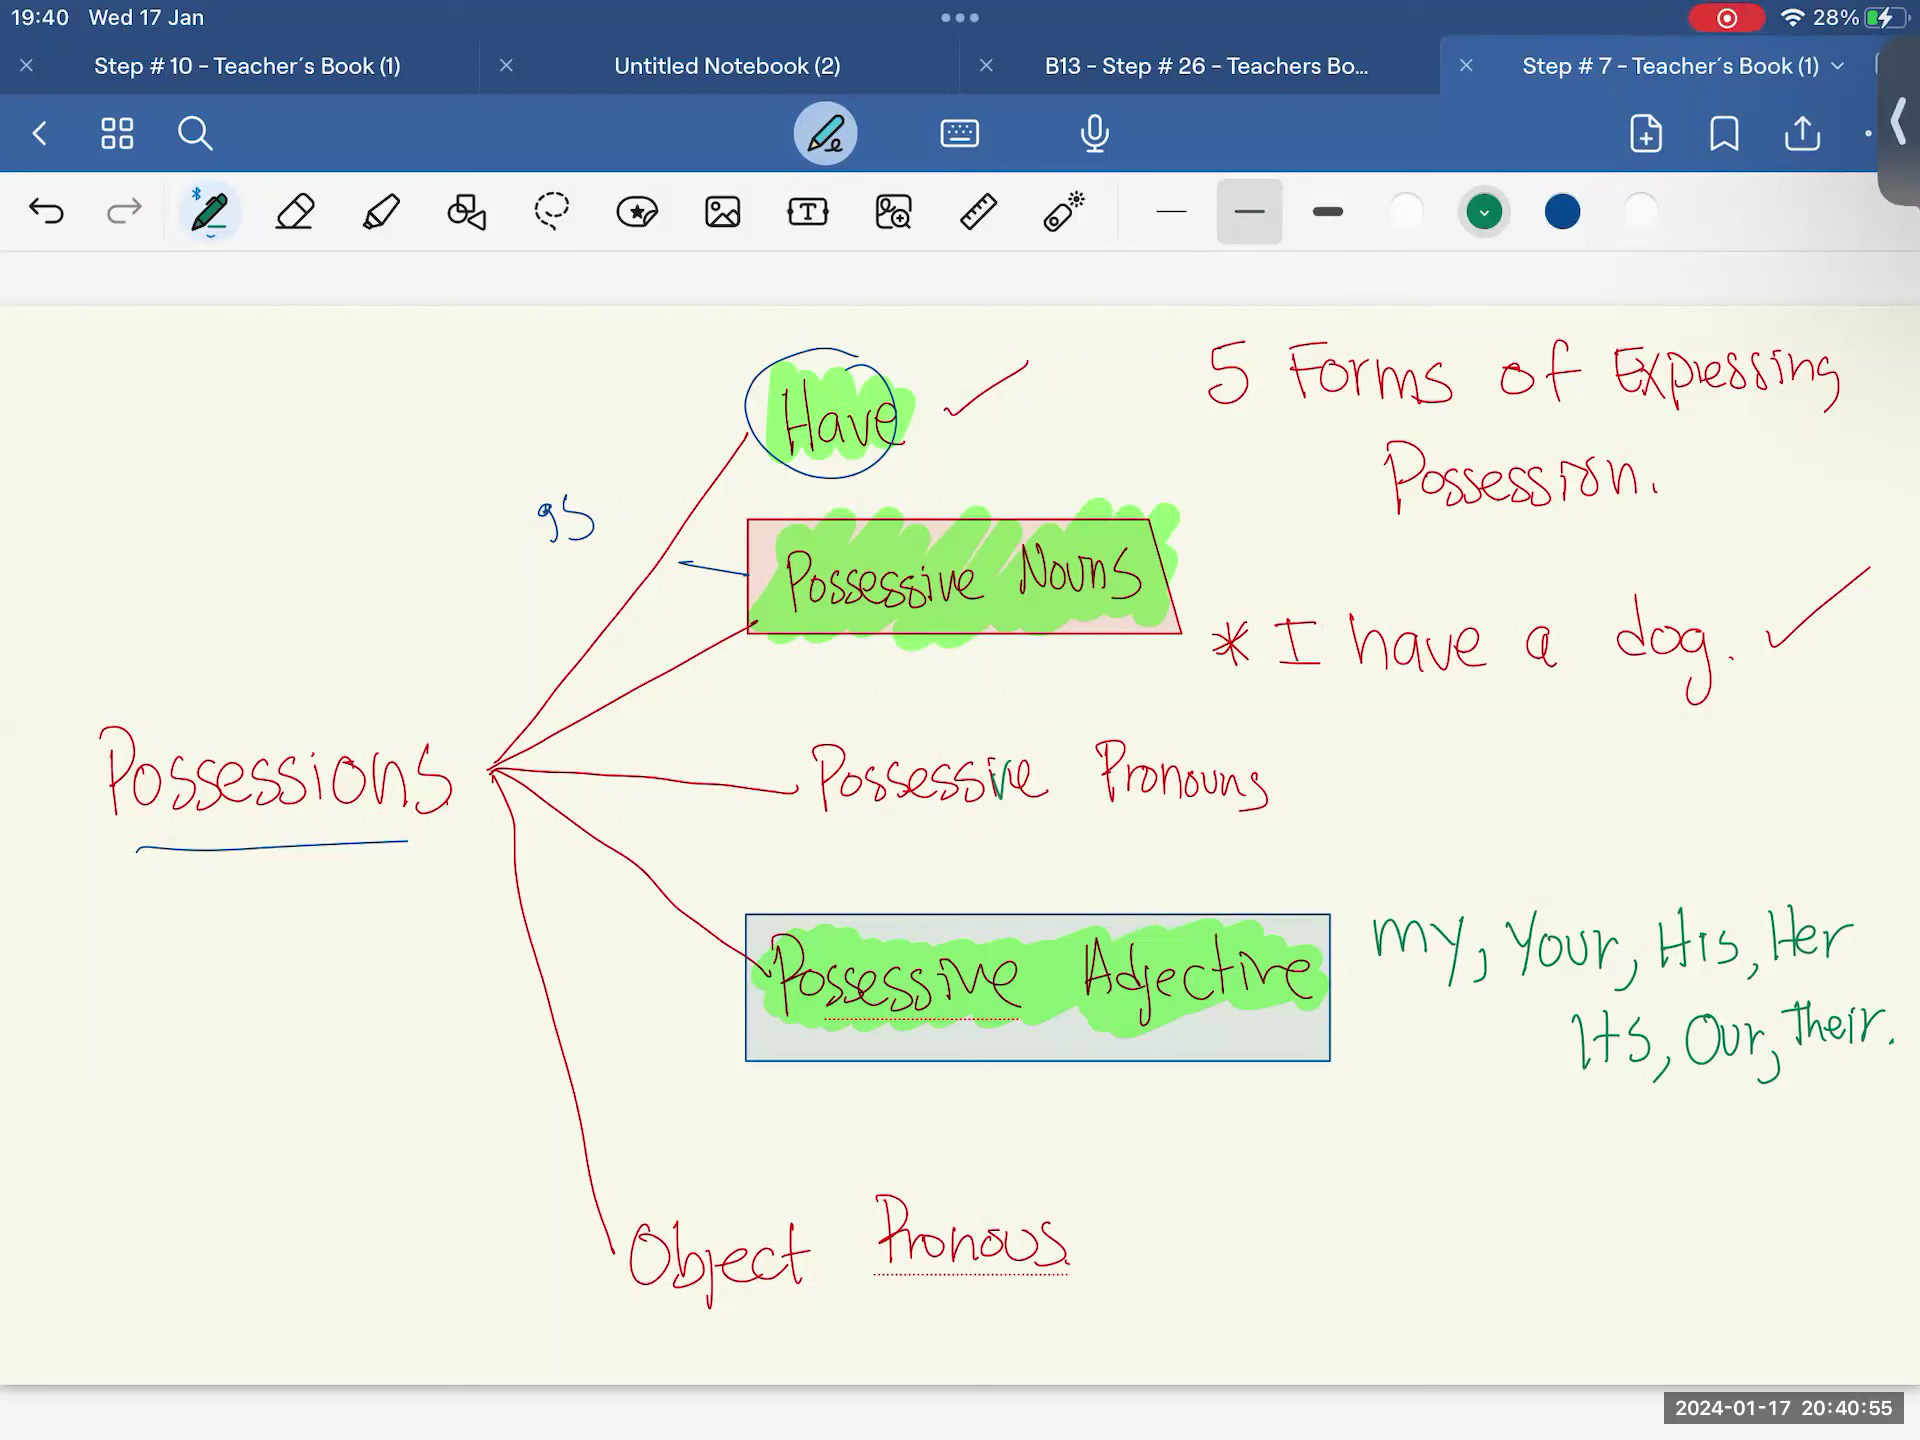 19:40 Wed 17 Jan
28%
Step # 10 - Teacher´s Book (1)
Untitled Notebook (2)
B13 - Step # 26 - Teachers Bo...
Step # 7 - Teacher´s Book (1)
Have
5 Forms of Expressing
Possession.
's
Possessive Nouns
* I have a dog.
Possessions
Possessive Pronouns
Possessive Adjective
my, Your, His, Her
Its, Our, Their.
Object Pronous
2024-01-17 20:40:55